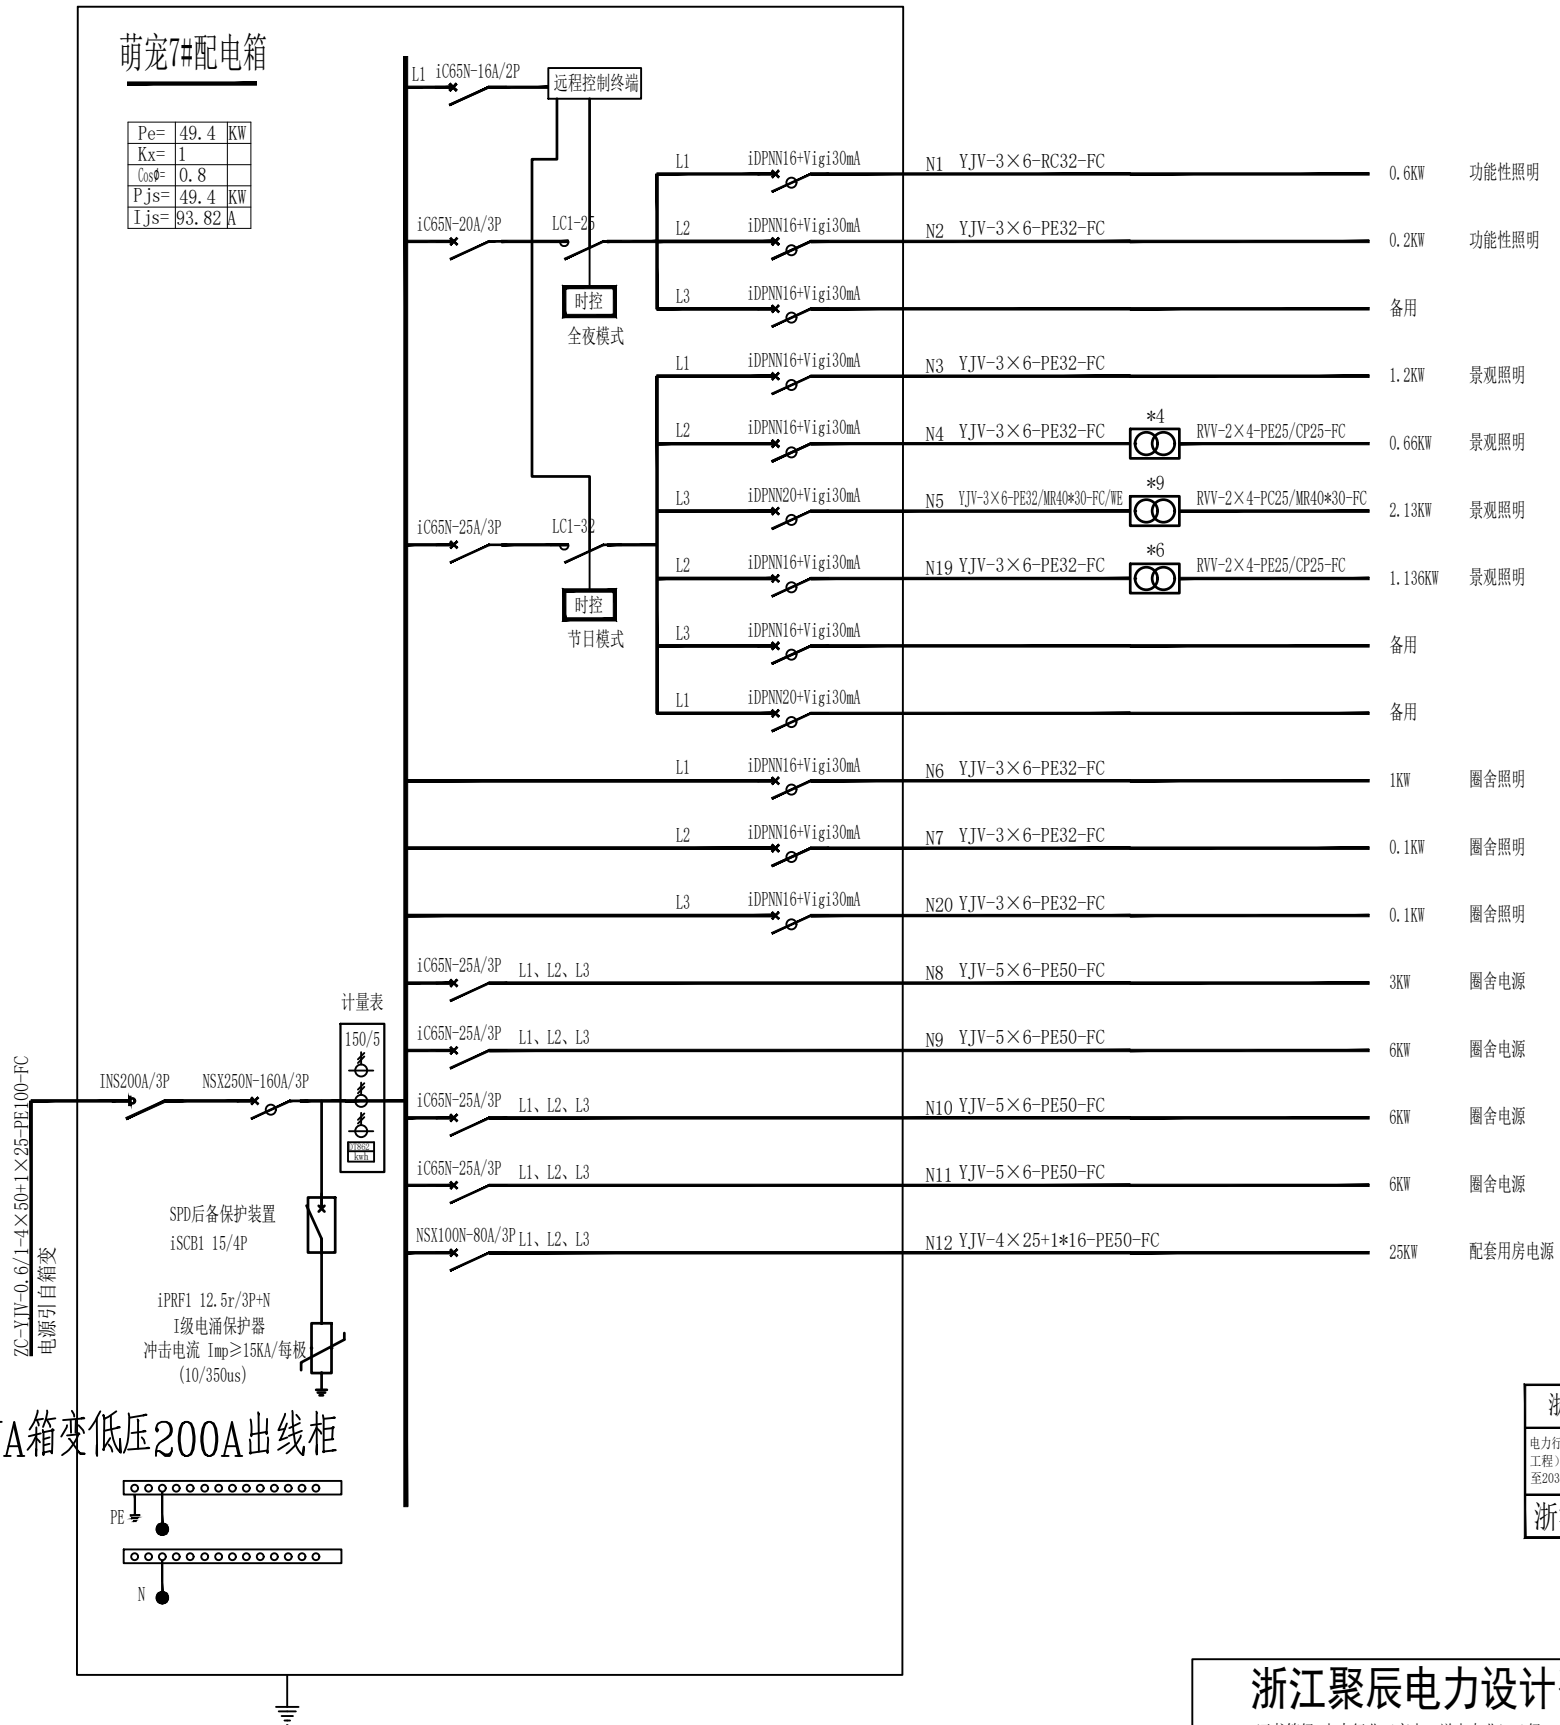 萌宠7#配电箱
Pe= 49.4 KW
Kx= 1
Cosφ= 0.8
Pjs= 49.4 KW
Ijs= 93.82 A
L1 iC65N-16A/2P 远程控制终端
L1 iDPNN16+Vigi30mA N1 YJV-3×6-RC32-FC 0.6KW 功能性照明
iC65N-20A/3P LC1-25 L2 iDPNN16+Vigi30mA N2 YJV-3×6-PE32-FC 0.2KW 功能性照明
L3 iDPNN16+Vigi30mA 备用
时控
全夜模式
L1 iDPNN16+Vigi30mA N3 YJV-3×6-PE32-FC 1.2KW 景观照明
L2 iDPNN16+Vigi30mA N4 YJV-3×6-PE32-FC *4 RVV-2×4-PE25/CP25-FC 0.66KW 景观照明
L3 iDPNN20+Vigi30mA N5 YJV-3×6-PE32/MR40*30-FC/WE *9 RVV-2×4-PC25/MR40*30-FC 2.13KW 景观照明
iC65N-25A/3P LC1-32
L2 iDPNN16+Vigi30mA N19 YJV-3×6-PE32-FC *6 RVV-2×4-PE25/CP25-FC 1.136KW 景观照明
时控
节日模式
L3 iDPNN16+Vigi30mA 备用
L1 iDPNN20+Vigi30mA 备用
L1 iDPNN16+Vigi30mA N6 YJV-3×6-PE32-FC 1KW 圈舍照明
L2 iDPNN16+Vigi30mA N7 YJV-3×6-PE32-FC 0.1KW 圈舍照明
L3 iDPNN16+Vigi30mA N20 YJV-3×6-PE32-FC 0.1KW 圈舍照明
iC65N-25A/3P L1、L2、L3 N8 YJV-5×6-PE50-FC 3KW 圈舍电源
iC65N-25A/3P L1、L2、L3 N9 YJV-5×6-PE50-FC 6KW 圈舍电源
iC65N-25A/3P L1、L2、L3 N10 YJV-5×6-PE50-FC 6KW 圈舍电源
iC65N-25A/3P L1、L2、L3 N11 YJV-5×6-PE50-FC 6KW 圈舍电源
NSX100N-80A/3P L1、L2、L3 N12 YJV-4×25+1*16-PE50-FC 25KW 配套用房电源
计量表
150/5
kwh
INS200A/3P NSX250N-160A/3P
ZC-YJV-0.6/1-4×50+1×25-PE100-FC
电源引自箱变
SPD后备保护装置
iSCB1 15/4P
iPRF1 12.5r/3P+N
I级电涌保护器
冲击电流 Imp≥15KA/每极
(10/350us)
A箱变低压200A出线柜
PE
N
浙
电力行
工程)
至203
浙
浙江聚辰电力设计